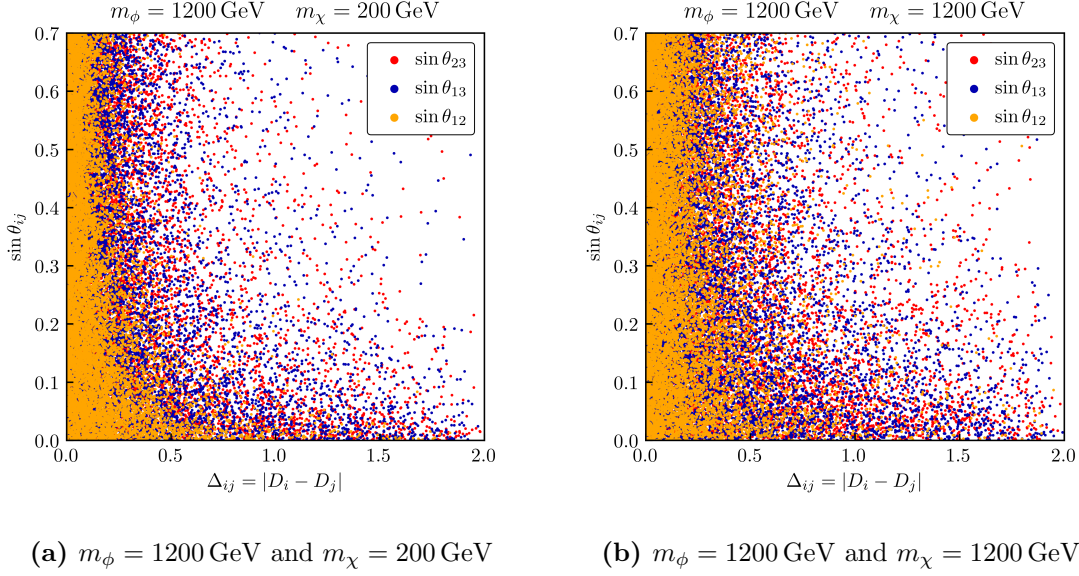 m_ϕ = 1200 GeV m_χ = 200 GeV
0.7
0.6
0.5
0.4
0.3
0.2
0.1
0.0
sin θ_ij
sin θ_23
sin θ_13
sin θ_12
0.0 0.5 1.0 1.5 2.0
Δ_ij = |D_i − D_j|
(a) m_ϕ = 1200 GeV and m_χ = 200 GeV
m_ϕ = 1200 GeV m_χ = 1200 GeV
0.7
0.6
0.5
0.4
0.3
0.2
0.1
0.0
sin θ_ij
sin θ_23
sin θ_13
sin θ_12
0.0 0.5 1.0 1.5 2.0
Δ_ij = |D_i − D_j|
(b) m_ϕ = 1200 GeV and m_χ = 1200 GeV